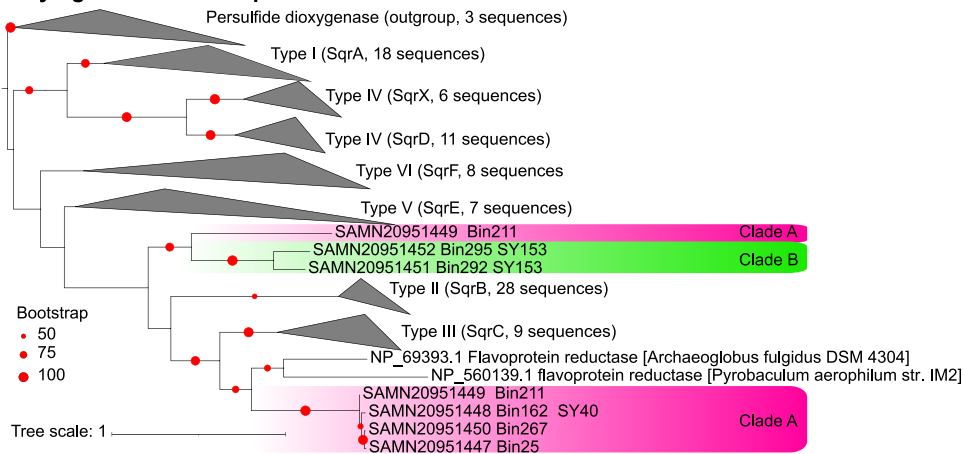 Persulfide dioxygenase (outgroup, 3 sequences)
Type I (SqrA, 18 sequences)
Type IV (SqrX, 6 sequences)
Type IV (SqrD, 11 sequences)
Type VI (SqrF, 8 sequences
Type V (SqrE, 7 sequences)
SAMN20951449 Bin211
Clade A
SAMN20951452 Bin295 SY153
SAMN20951451 Bin292 SY153
Clade B
Type II (SqrB, 28 sequences)
Bootstrap
50
75
100
Type III (SqrC, 9 sequences)
NP_69393.1 Flavoprotein reductase [Archaeoglobus fulgidus DSM 4304]
NP_560139.1 flavoprotein reductase [Pyrobaculum aerophilum str. IM2]
SAMN20951449 Bin211
SAMN20951448 Bin162 SY40
SAMN20951450 Bin267
SAMN20951447 Bin25
Clade A
Tree scale: 1